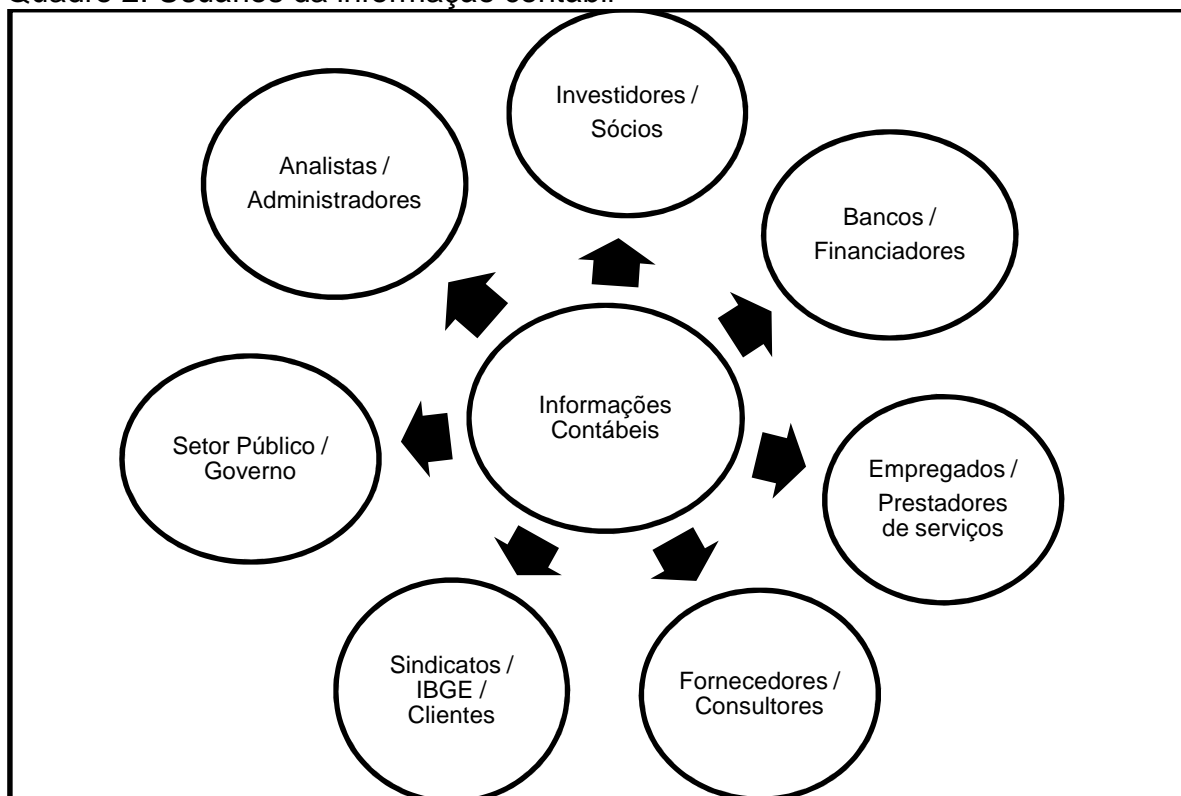 Quadro 2: Usuários da informação contábil
Investidores /
Sócios
Analistas /
Administradores
Bancos /
Financiadores
Informações
Contábeis
Setor Público /
Governo
Empregados /
Prestadores
de serviços
Sindicatos /
IBGE /
Clientes
Fornecedores /
Consultores